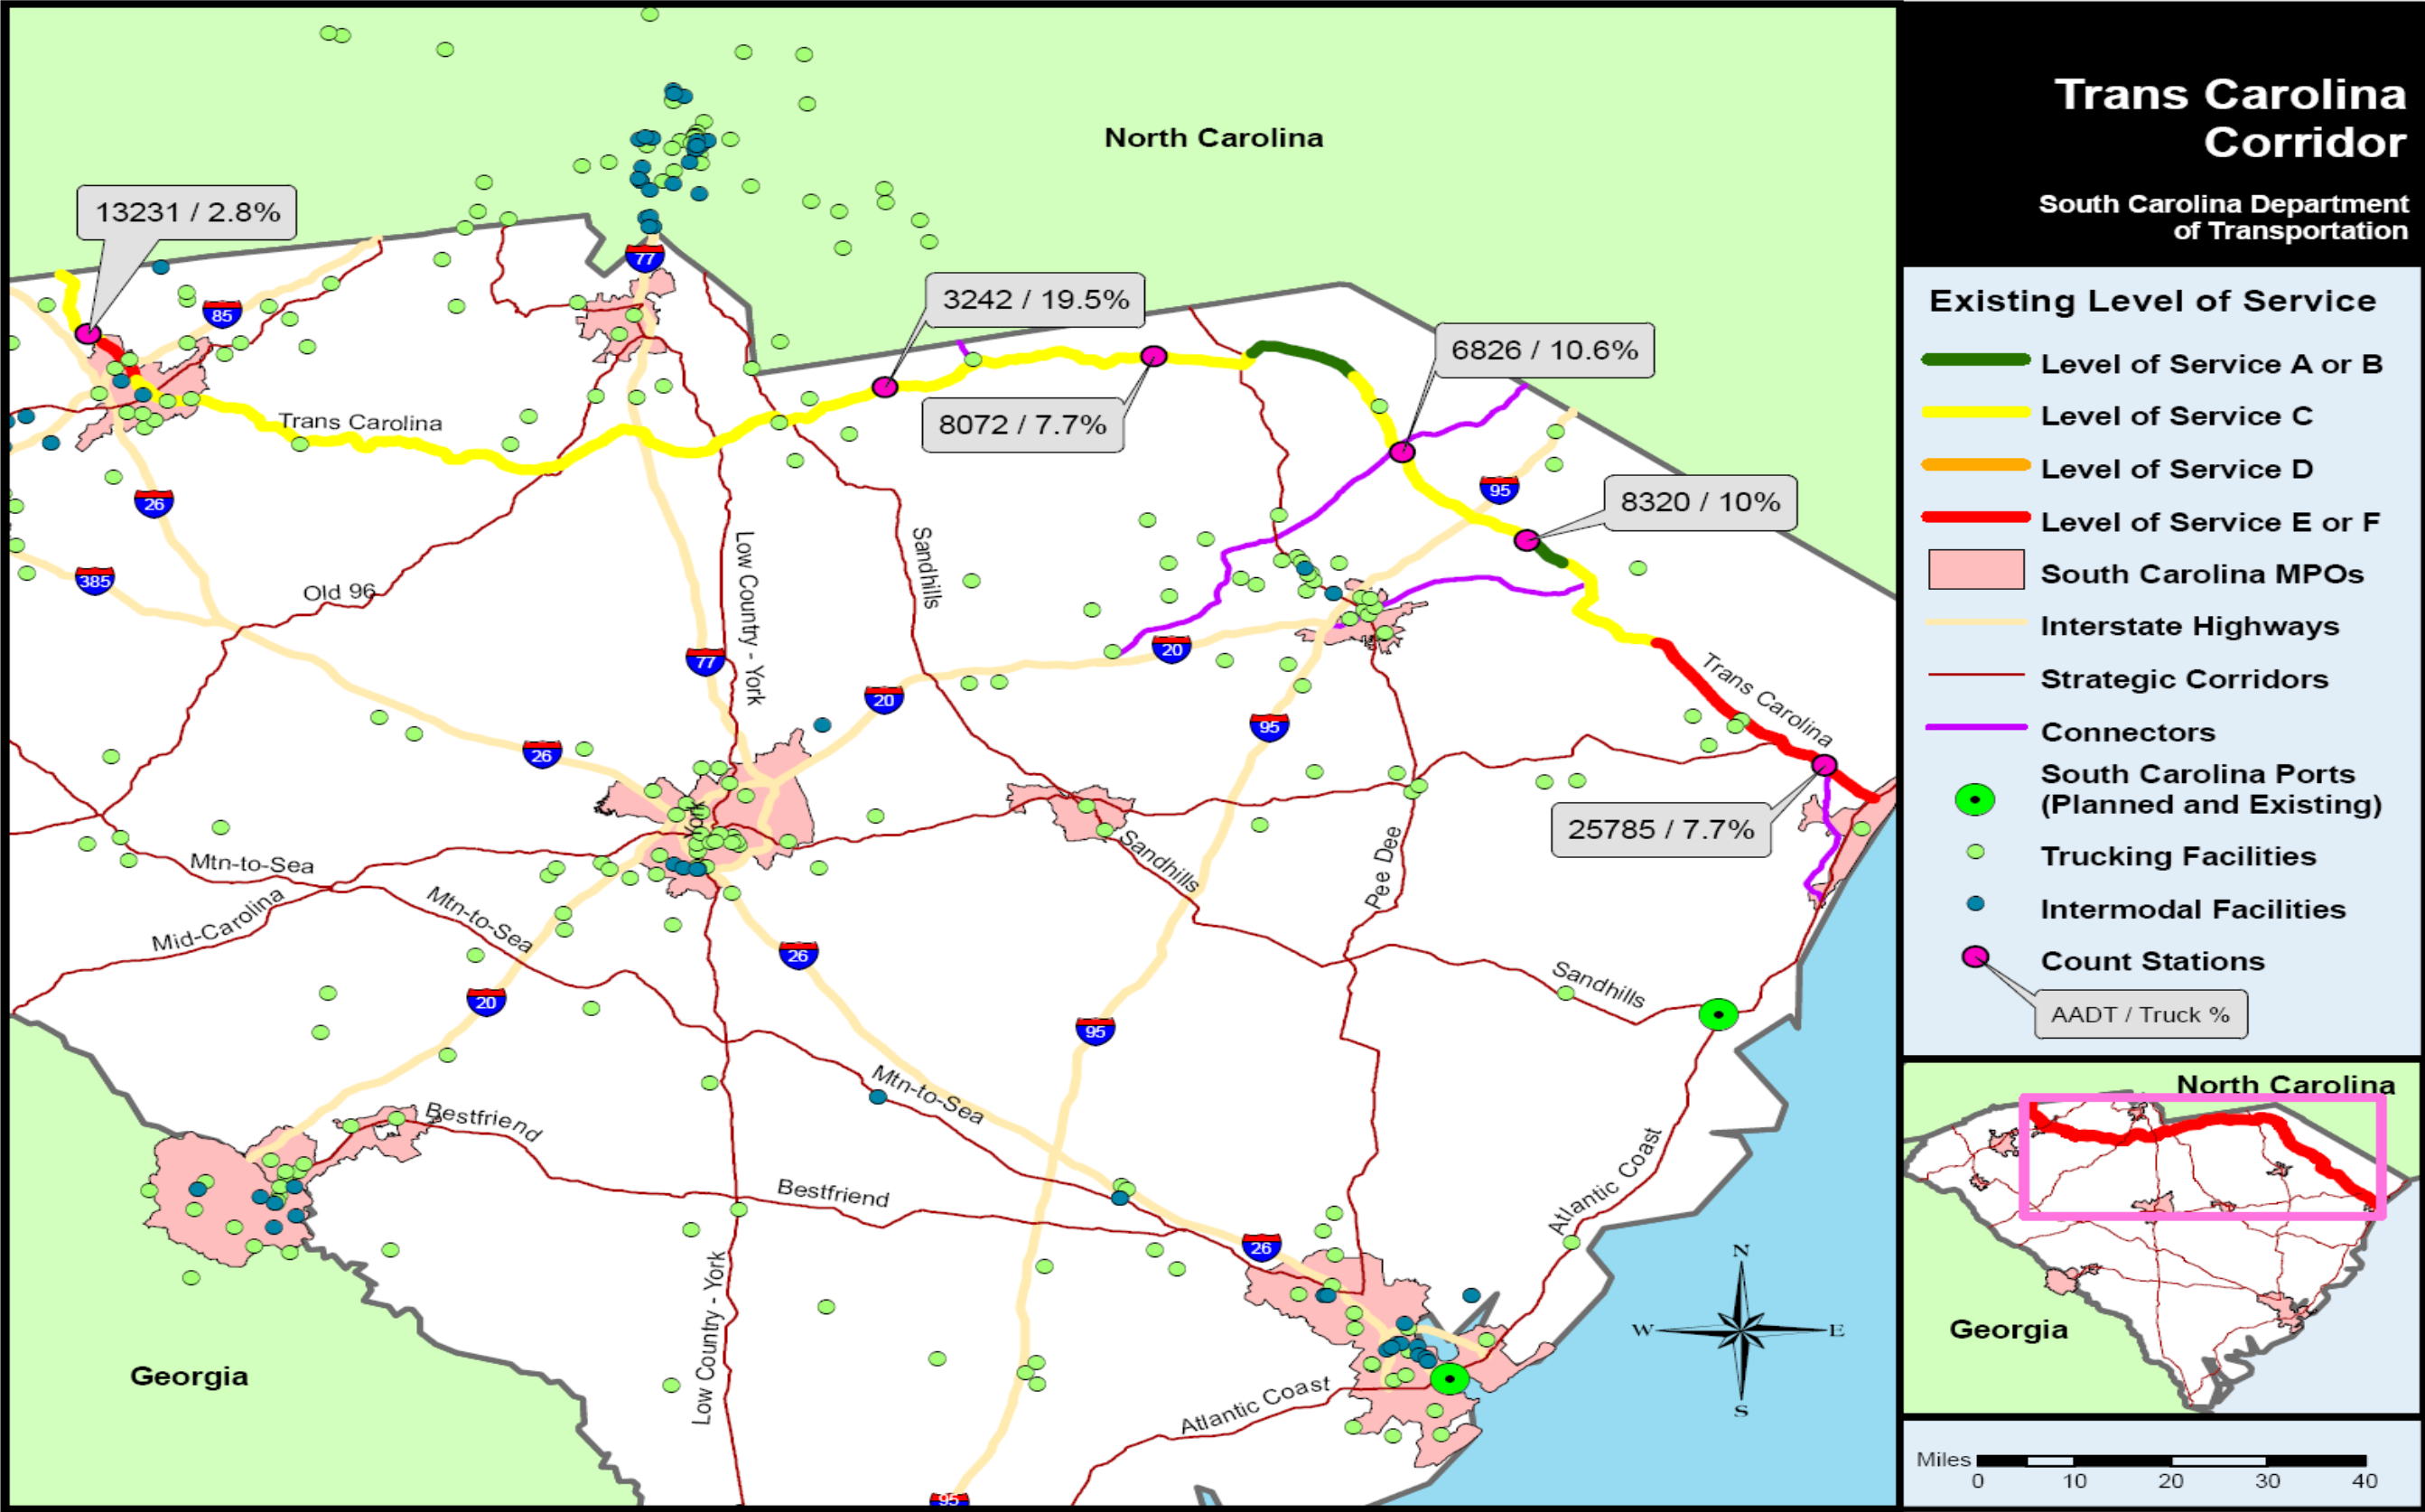 Trans Carolina
Corridor
South Carolina Department
of Transportation
Existing Level of Service
Level of Service A or B
Level of Service C
Level of Service D
Level of Service E or F
South Carolina MPOs
Interstate Highways
Strategic Corridors
Connectors
South Carolina Ports
(Planned and Existing)
Trucking Facilities
Intermodal Facilities
Count Stations
AADT / Truck %
North Carolina
Georgia
Miles
0 10 20 30 40
North Carolina
13231 / 2.8%
77
3242 / 19.5%
85
6826 / 10.6%
8072 / 7.7%
Trans Carolina
26
95
8320 / 10%
385
Old 96
Low Country - York
Sandhills
77
20
20
Trans Carolina
95
26
25785 / 7.7%
York
Mtn-to-Sea
Sandhills
Pee Dee
Mid-Carolina
Mtn-to-Sea
26
Sandhills
20
95
Mtn-to-Sea
Bestfriend
Bestfriend
Atlantic Coast
26
N
W E
S
Low Country - York
Georgia
Atlantic Coast
95